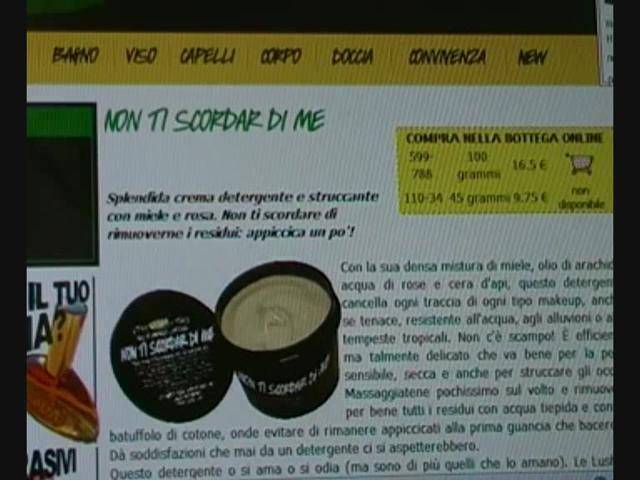 BAGNO VISO CAPELLI CORPO DOCCIA CONVIVENZA NEW
NON TI SCORDAR DI ME
COMPRA NELLA BOTTEGA ONLINE
599-788 100 grammi 16.5 €
110-34 45 grammi 9.75 € non disponibile
Splendida crema detergente e struccante
con miele e rosa. Non ti scordare di
rimuoverne i residui: appiccica un po'!
IL TUO
NON TI SCORDAR DI ME
NON TI SCORDAR DI ME
Con la sua densa mistura di miele, olio di arachid
acqua di rose e cera d'api, questo detergen
cancella ogni traccia di ogni tipo makeup, anc
se tenace, resistente all'acqua, agli alluvioni o a
tempeste tropicali. Non c'è scampo! È efficien
ma talmente delicato che va bene per la pe
sensibile, secca e anche per struccare gli occ
Massaggiatene pochissimo sul volto e rimuov
per bene tutti i residui con acqua tiepida e con
batuffolo di cotone, onde evitare di rimanere appiccicati alla prima guancia che bacere
Dà soddisfazioni che mai da un detergente ci si aspetterebbero.
Questo detergente o si ama o si odia (ma sono di più quelli che lo amano). Le Lush